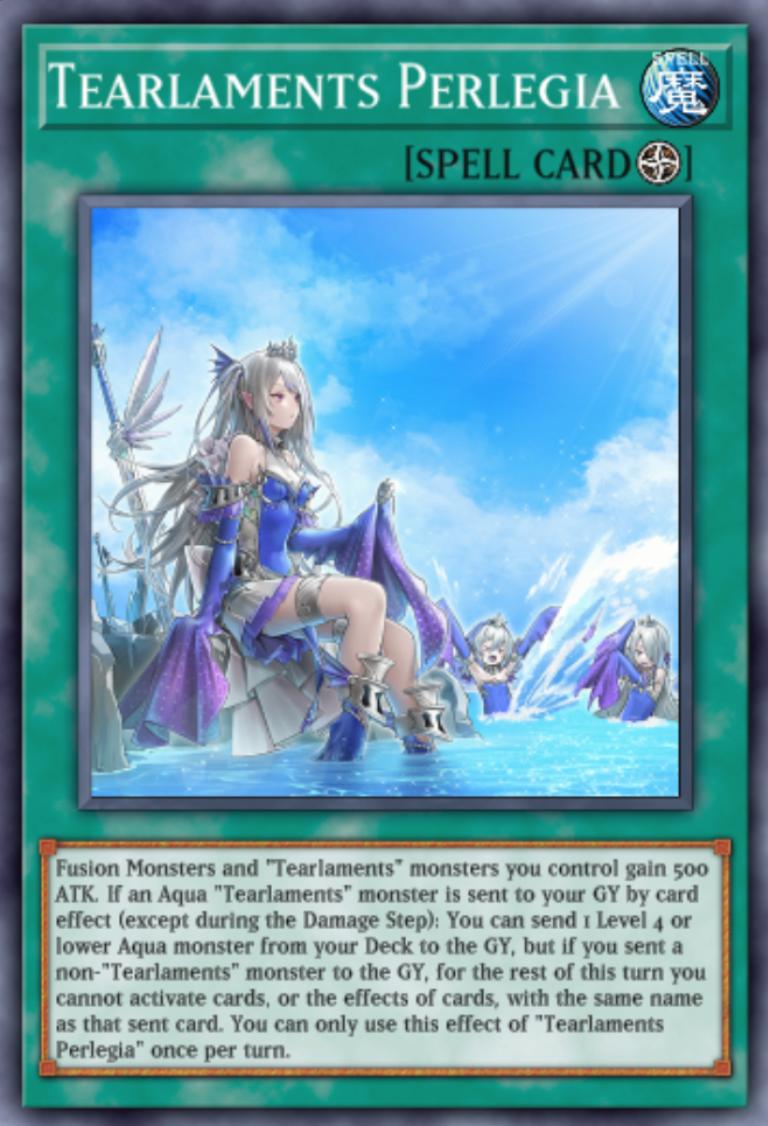 TEARLAMENTS PERLEGIA
SPELL
魔
[SPELL CARD]
Fusion Monsters and "Tearlaments" monsters you control gain 500
ATK. If an Aqua "Tearlaments" monster is sent to your GY by card
effect (except during the Damage Step): You can send 1 Level 4 or
lower Aqua monster from your Deck to the GY, but if you sent a
non-"Tearlaments" monster to the GY, for the rest of this turn you
cannot activate cards, or the effects of cards, with the same name
as that sent card. You can only use this effect of "Tearlaments
Perlegia" once per turn.